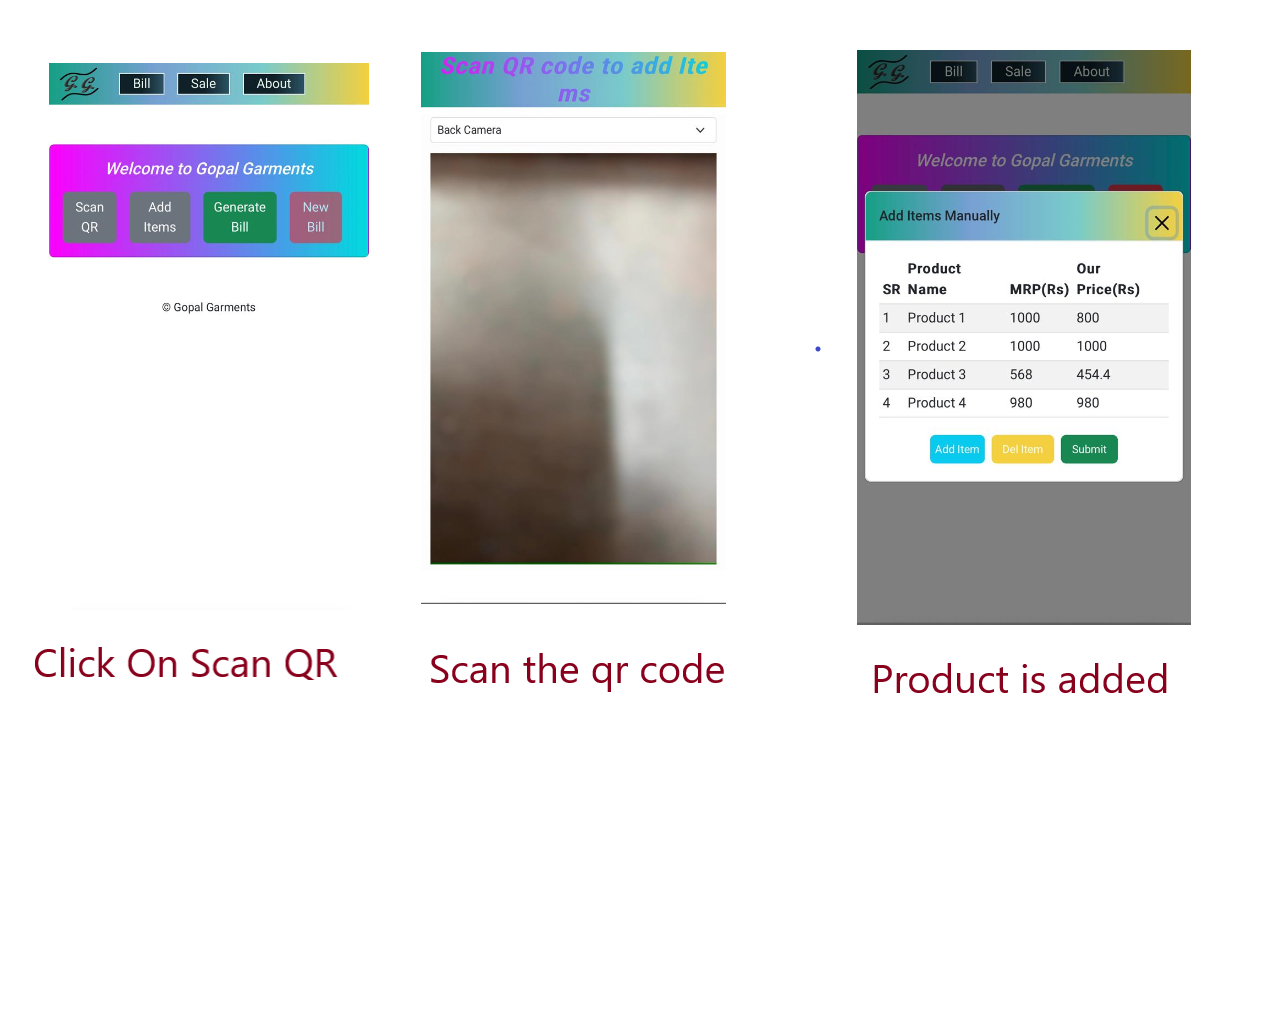 G.G.
Bill
Sale
About
Welcome to Gopal Garments
Scan
QR
Add
Items
Generate
Bill
New
Bill
© Gopal Garments
Click On Scan QR
Scan QR code to add Ite
ms
Back Camera
Scan the qr code
G.G.
Bill
Sale
About
Welcome to Gopal Garments
Add Items Manually
SR Product Name MRP(Rs) Our Price(Rs)
1 Product 1 1000 800
2 Product 2 1000 1000
3 Product 3 568 454.4
4 Product 4 980 980
Add Item
Del Item
Submit
Product is added